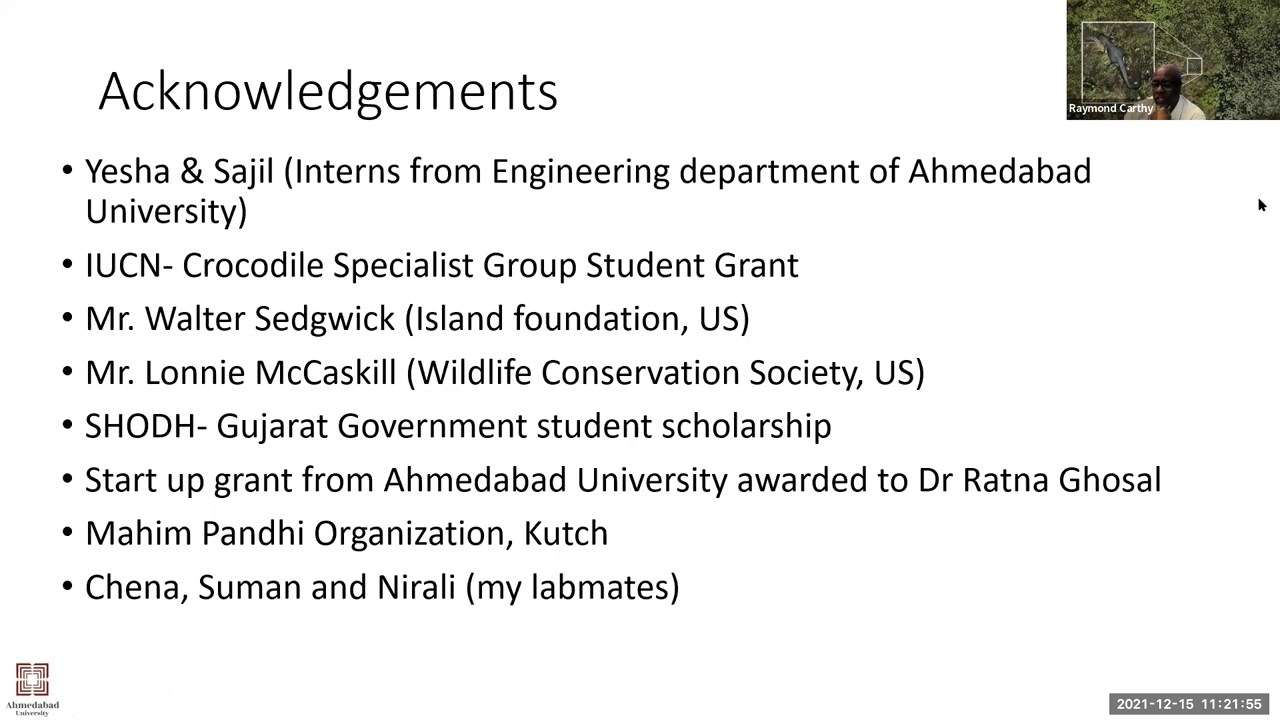 Acknowledgements
Raymond Carthy
• Yesha & Sajil (Interns from Engineering department of Ahmedabad
University)
• IUCN- Crocodile Specialist Group Student Grant
• Mr. Walter Sedgwick (Island foundation, US)
• Mr. Lonnie McCaskill (Wildlife Conservation Society, US)
• SHODH- Gujarat Government student scholarship
• Start up grant from Ahmedabad University awarded to Dr Ratna Ghosal
• Mahim Pandhi Organization, Kutch
• Chena, Suman and Nirali (my labmates)
Ahmedabad
University
2021-12-15 11:21:55